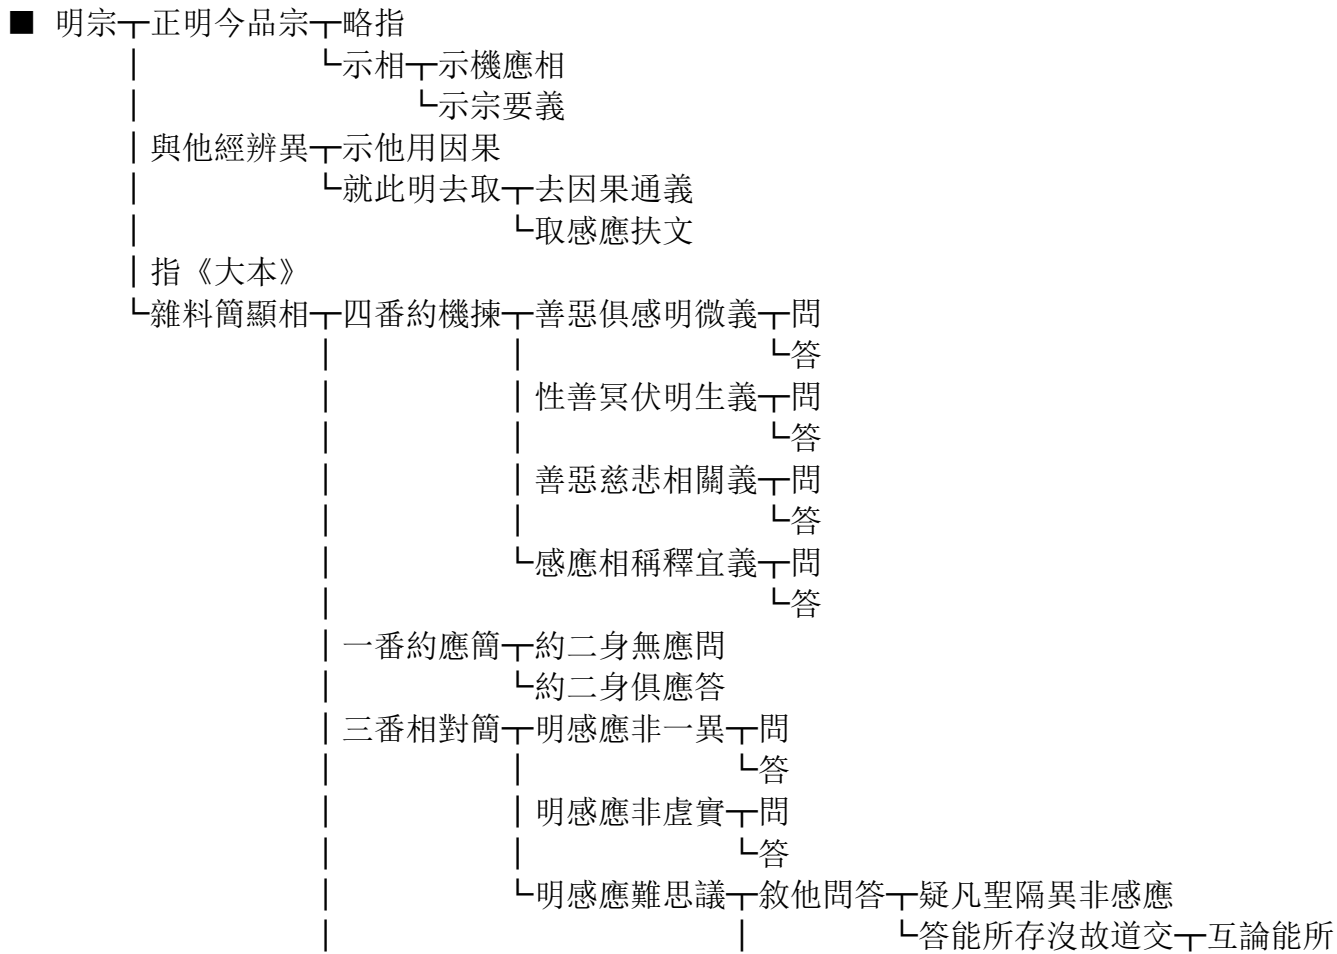 ■ 明宗┬正明今品宗┬略指
│└示相┬示機應相
│└示宗要義
│與他經辨異┬示他用因果
│└就此明去取┬去因果通義
│└取感應扶文
│指《大本》
└雜料簡顯相┬四番約機揀┬善惡俱感明微義┬問
││└答
││性善冥伏明生義┬問
││└答
││善惡慈悲相關義┬問
││└答
│└感應相稱釋宜義┬問
│└答
│一番約應簡┬約二身無應問
│└約二身俱應答
│三番相對簡┬明感應非一異┬問
││└答
││明感應非虛實┬問
││└答
│└明感應難思議┬敘他問答┬疑凡聖隔異非感應
││└答能所存沒故道交┬互論能所